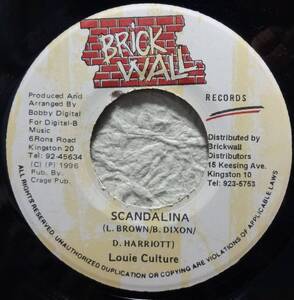 BRICK
WALL
RECORDS
Produced And
Arranged By
Bobby Digital
For Digital-B
Music
6Rons Road
Kingston 20
Tel: 92-45634
(C) (P) 1996
Pub. By:
Crage Pub.
Distributed by
Brickwall
Distributors
15 Keesing Ave.
Kingston 10
Tel: 923-5753
SCANDALINA
(L. BROWN/B. DIXON/
D. HARRIOTT)
Louie Culture
ALL RIGHTS RESERVED. UNAUTHORIZED DUPLICATION OR COPYING ARE VIOLATIONS OF APPLICABLE LAWS